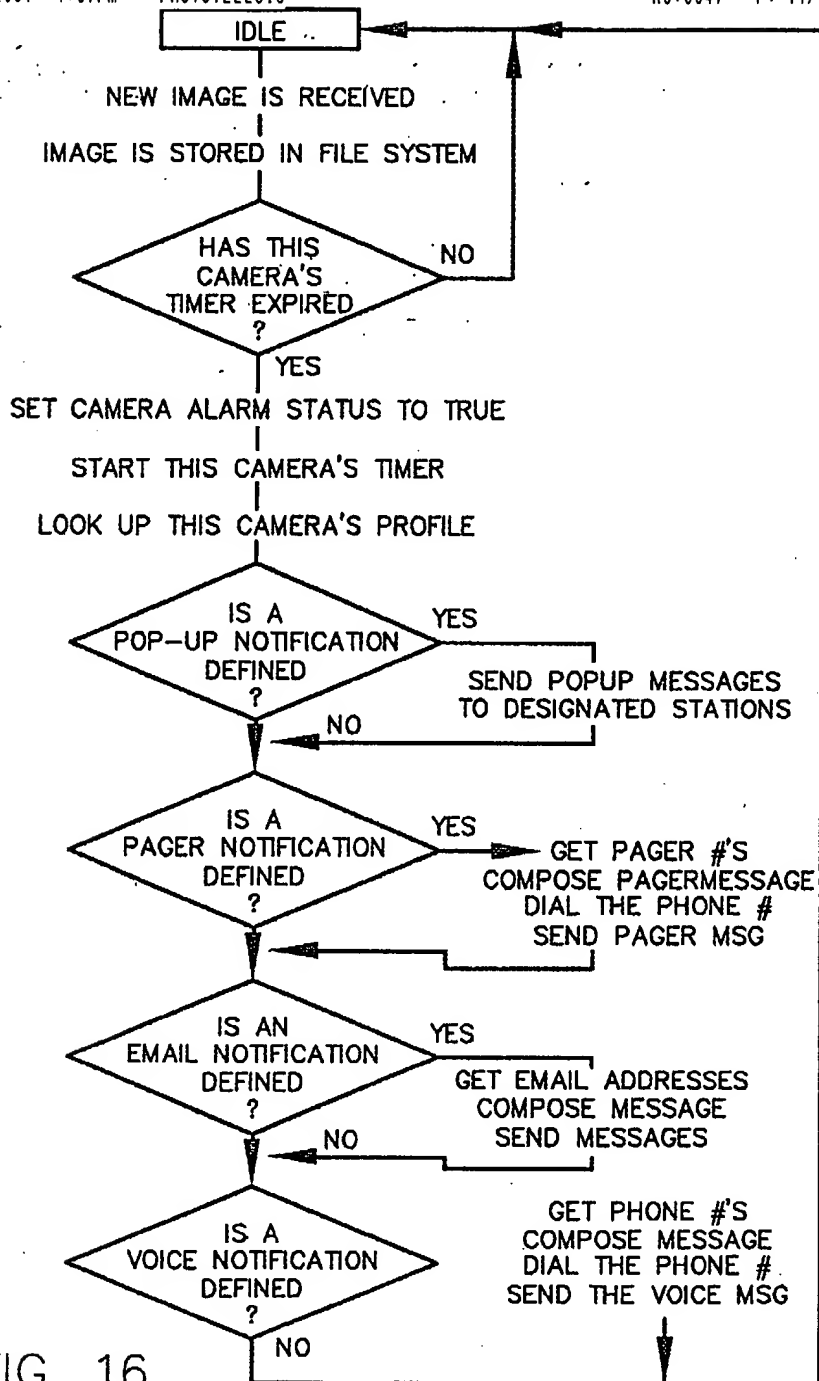 IDLE
NEW IMAGE IS RECEIVED
IMAGE IS STORED IN FILE SYSTEM
HAS THIS
CAMERA'S
TIMER EXPIRED
?
NO
YES
SET CAMERA ALARM STATUS TO TRUE
START THIS CAMERA'S TIMER
LOOK UP THIS CAMERA'S PROFILE
IS A
POP-UP NOTIFICATION
DEFINED
?
YES
SEND POPUP MESSAGES
TO DESIGNATED STATIONS
NO
IS A
PAGER NOTIFICATION
DEFINED
?
YES
GET PAGER #'S
COMPOSE PAGERMESSAGE
DIAL THE PHONE #
SEND PAGER MSG
IS AN
EMAIL NOTIFICATION
DEFINED
?
YES
GET EMAIL ADDRESSES
COMPOSE MESSAGE
SEND MESSAGES
NO
IS A
VOICE NOTIFICATION
DEFINED
?
GET PHONE #'S
COMPOSE MESSAGE
DIAL THE PHONE #
SEND THE VOICE MSG
NO
16